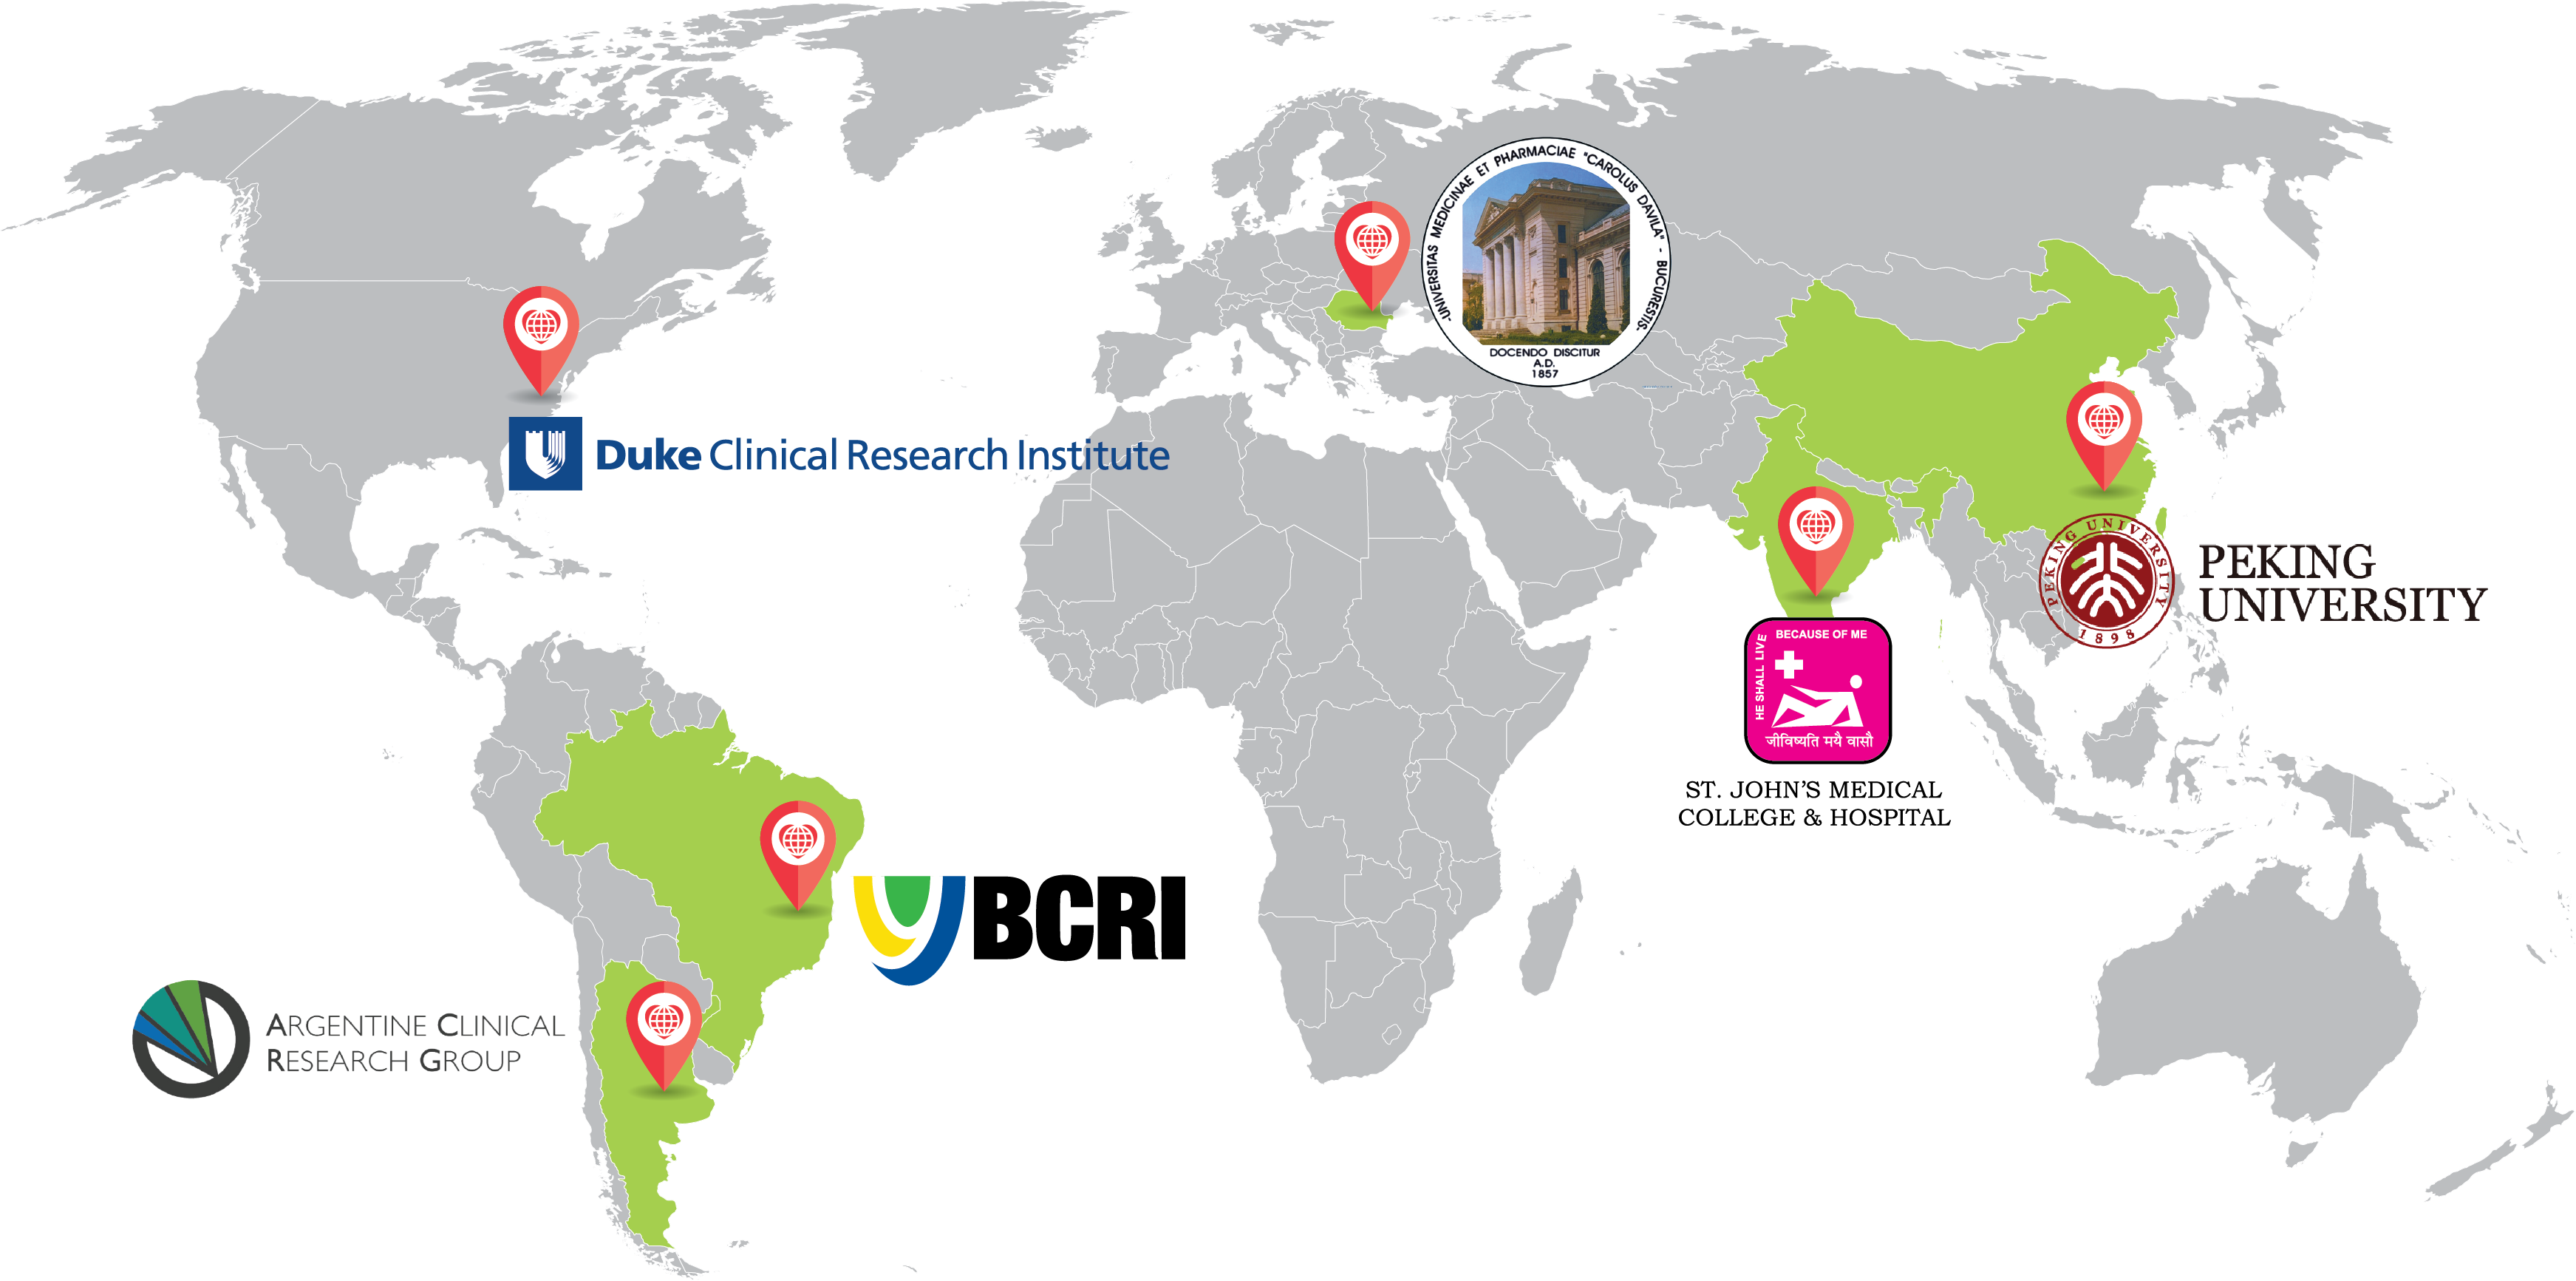 -UNIVERSITAS MEDICINAE ET PHARMACIAE "CAROLUS DAVILA" - BUCURESTIS-
DOCENDO DISCITUR
A.D.
1857
Duke Clinical Research Institute
PEKING UNIVERSITY
1898
PEKING
UNIVERSITY
HE SHALL LIVE
BECAUSE OF ME
जीविष्यति मयै वासौ
ST. JOHN'S MEDICAL
COLLEGE & HOSPITAL
BCRI
ARGENTINE CLINICAL
RESEARCH GROUP